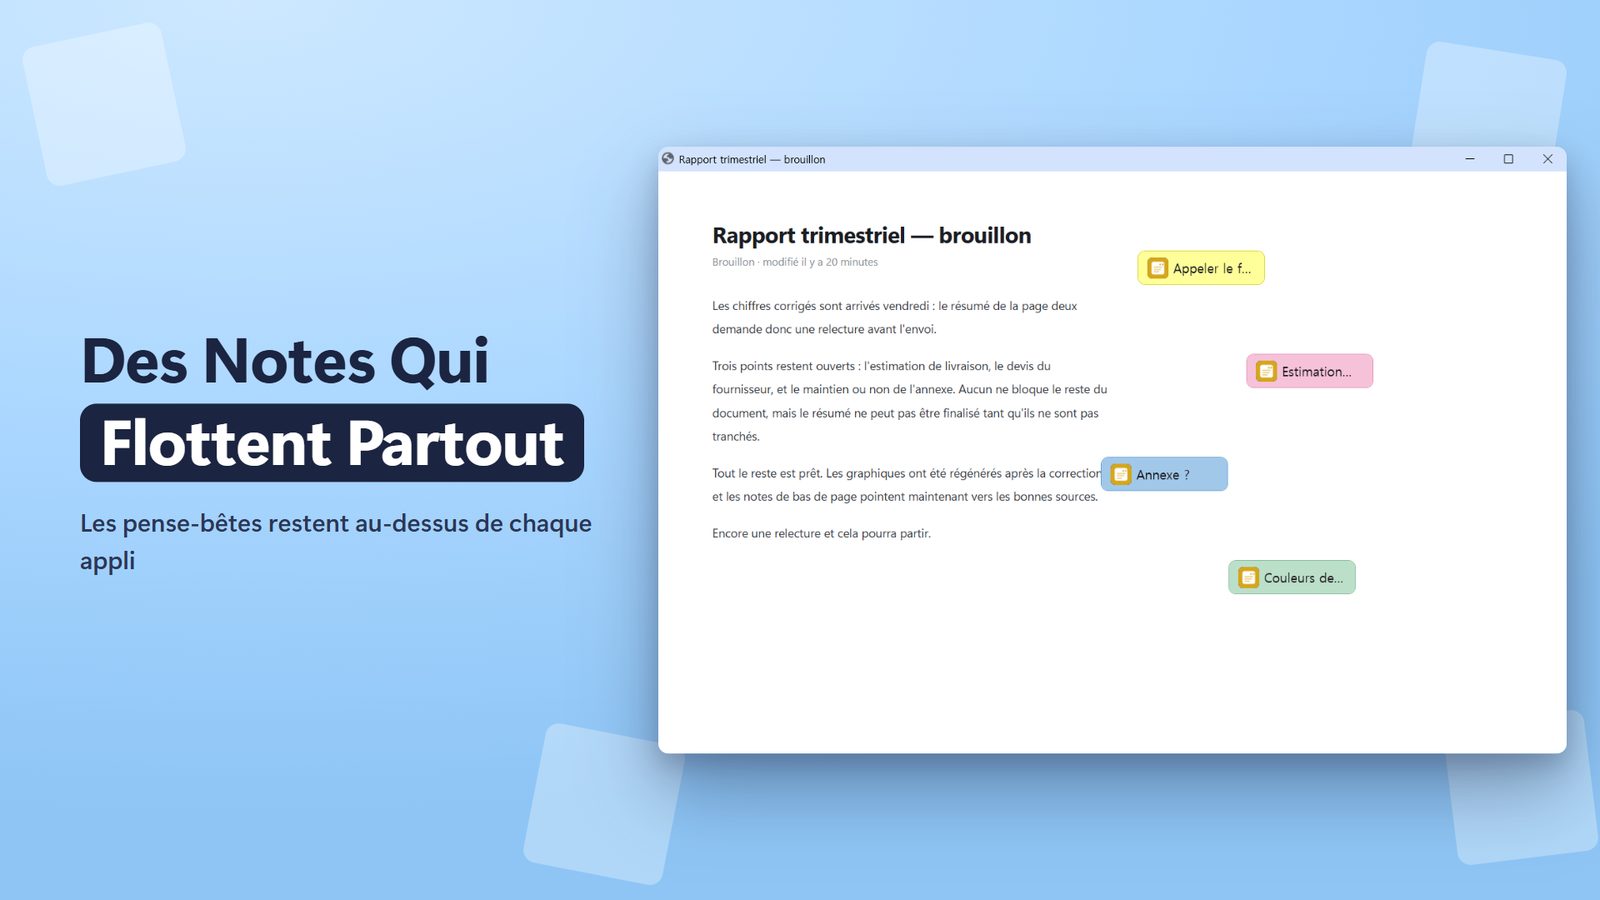 Des Notes Qui
Flottent Partout
Les pense-bêtes restent au-dessus de chaque
appli
Rapport trimestriel — brouillon
Rapport trimestriel — brouillon
Brouillon · modifié il y a 20 minutes
Les chiffres corrigés sont arrivés vendredi : le résumé de la page deux
demande donc une relecture avant l'envoi.
Trois points restent ouverts : l'estimation de livraison, le devis du
fournisseur, et le maintien ou non de l'annexe. Aucun ne bloque le reste du
document, mais le résumé ne peut pas être finalisé tant qu'ils ne sont pas
tranchés.
Tout le reste est prêt. Les graphiques ont été régénérés après la correction
et les notes de bas de page pointent maintenant vers les bonnes sources.
Encore une relecture et cela pourra partir.
Appeler le f...
Estimation...
Annexe ?
Couleurs de...